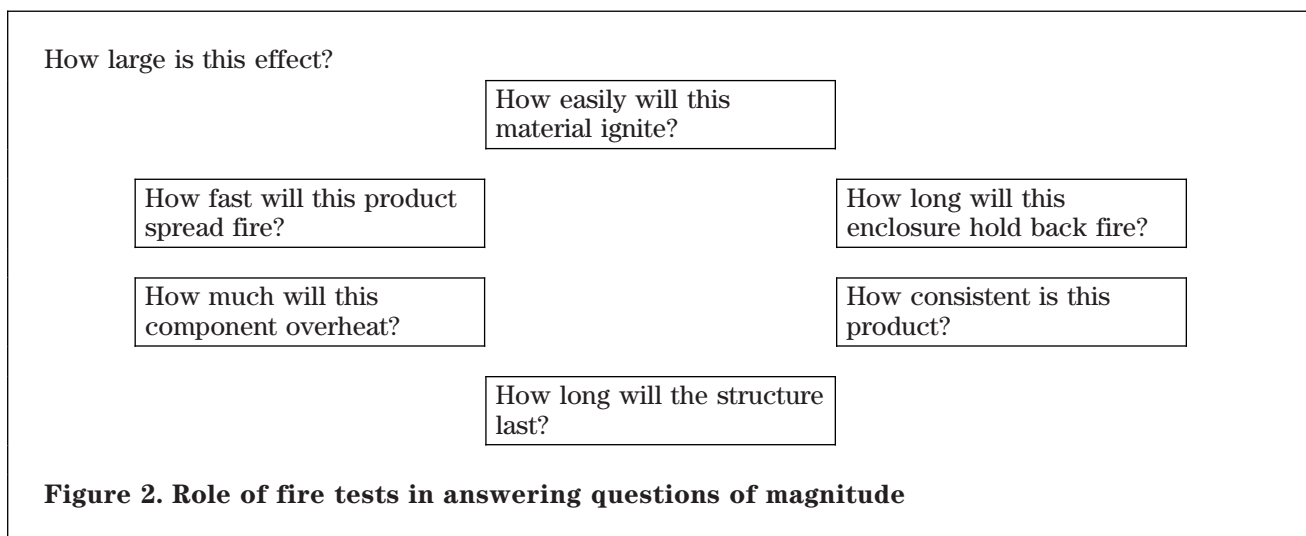 How large is this effect?
How easily will this
material ignite?
How fast will this product
spread fire?
How long will this
enclosure hold back fire?
How much will this
component overheat?
How consistent is this
product?
How long will the structure
last?
Figure 2. Role of fire tests in answering questions of magnitude